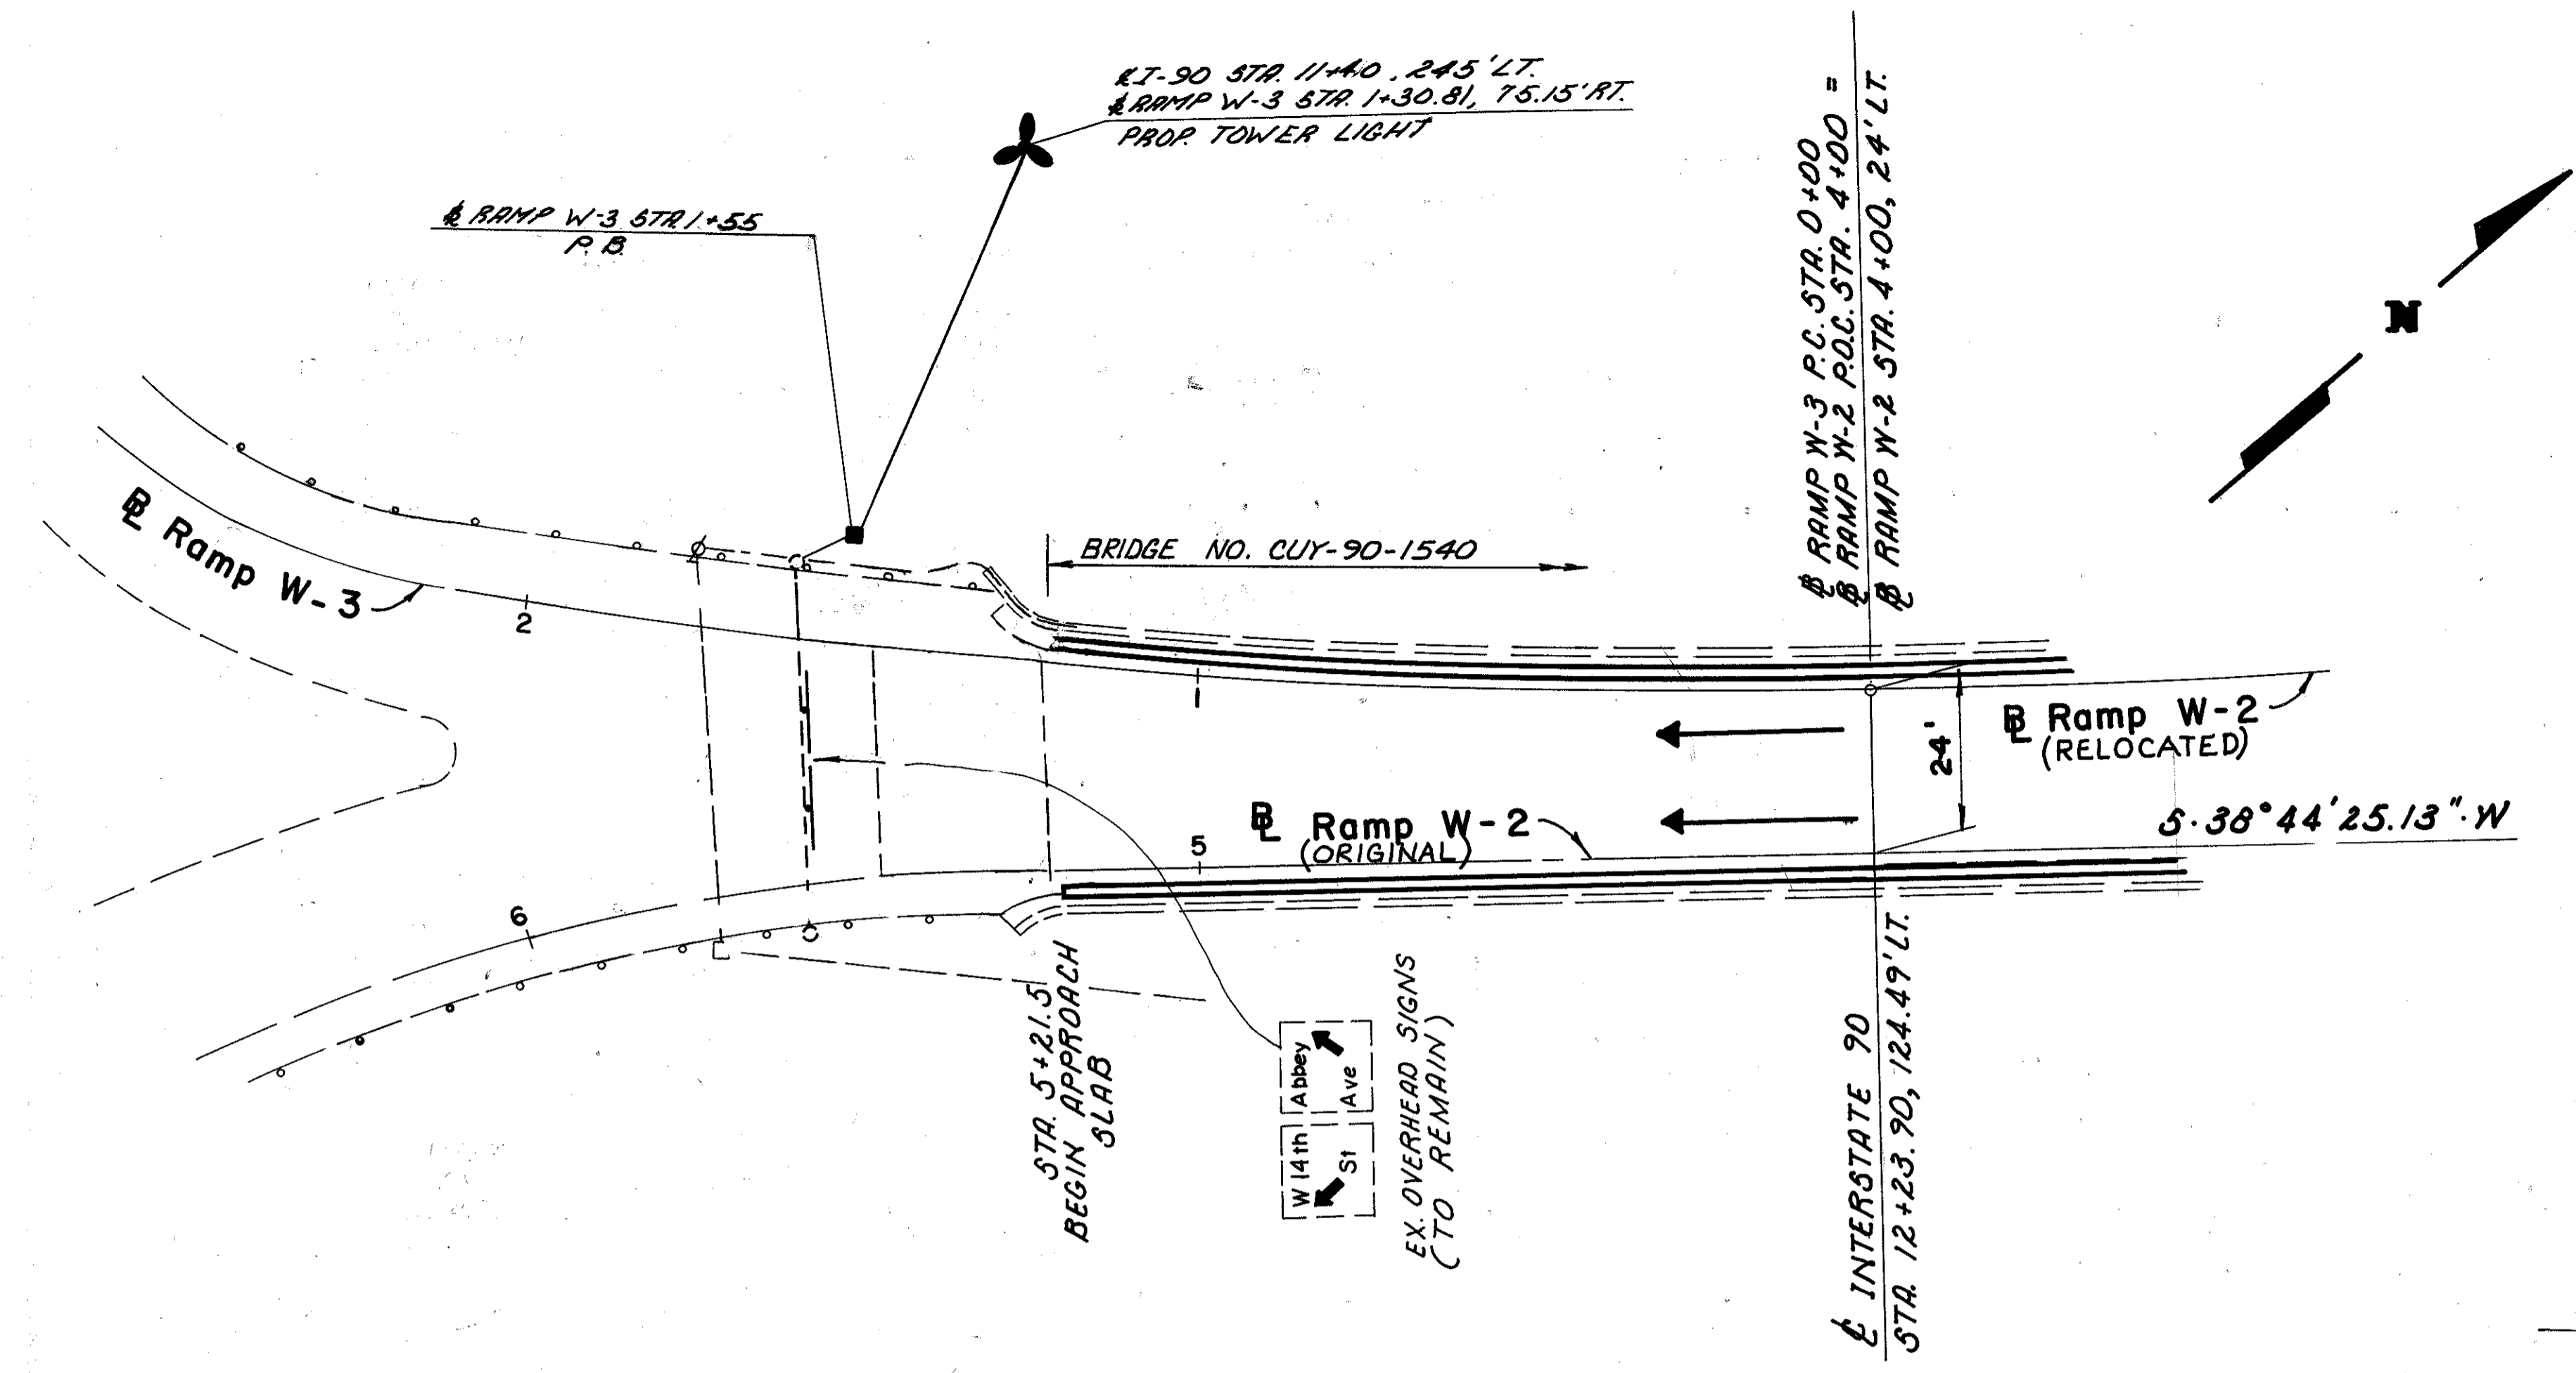 ℄ I-90 STA. 11+40, 245' LT.
℄ RAMP W-3 STA. 1+30.81, 75.15' RT.
PROP. TOWER LIGHT
℄ RAMP W-3 STA. 1+55
P.B.
BRIDGE NO. CUY-90-1540
BL RAMP W-3 P.C. STA. 0+00
BL RAMP W-2 P.O.C. STA. 4+00 =
BL RAMP W-2 STA. 4+00, 24' LT.
N
BL Ramp W-3
2
1
24'
BL Ramp W-2
(RELOCATED)
BL Ramp W-2
(ORIGINAL)
S·38°44'25.13"·W
5
6
STA. 5+21.5
BEGIN APPROACH
SLAB
Abbey
Ave
W 14th
St
EX. OVERHEAD SIGNS
(TO REMAIN)
℄ INTERSTATE 90
STA. 12+23.90, 124.49' LT.